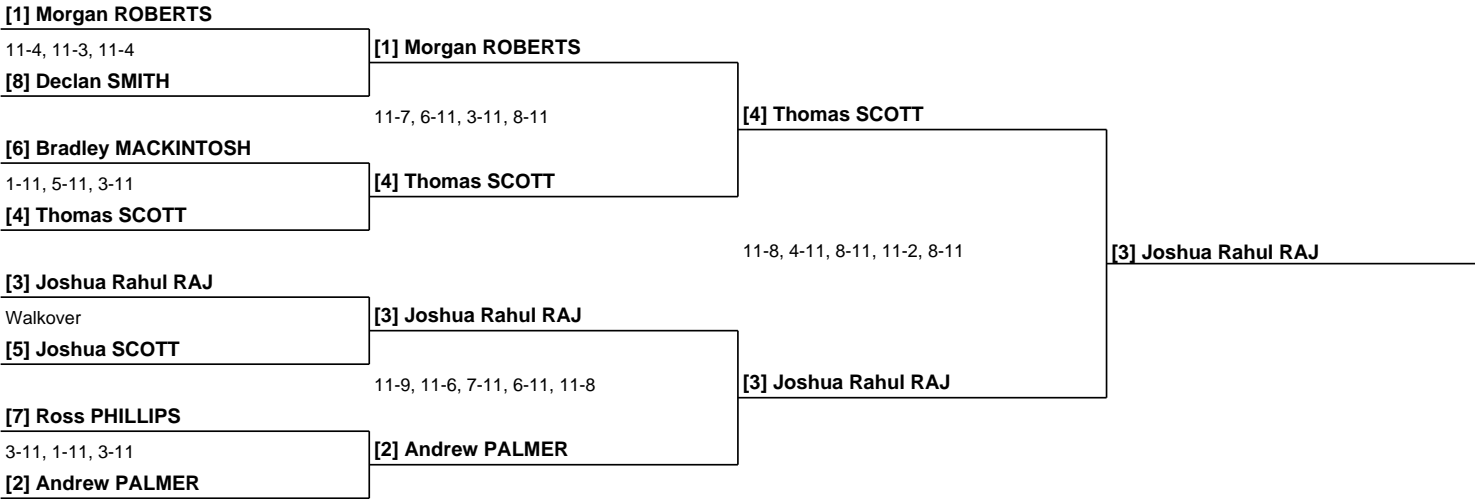 [1] Morgan ROBERTS
11-4, 11-3, 11-4
[8] Declan SMITH
[6] Bradley MACKINTOSH
1-11, 5-11, 3-11
[4] Thomas SCOTT
[3] Joshua Rahul RAJ
Walkover
[5] Joshua SCOTT
[7] Ross PHILLIPS
3-11, 1-11, 3-11
[2] Andrew PALMER
[1] Morgan ROBERTS
11-7, 6-11, 3-11, 8-11
[4] Thomas SCOTT
[3] Joshua Rahul RAJ
11-9, 11-6, 7-11, 6-11, 11-8
[2] Andrew PALMER
[4] Thomas SCOTT
11-8, 4-11, 8-11, 11-2, 8-11
[3] Joshua Rahul RAJ
[3] Joshua Rahul RAJ